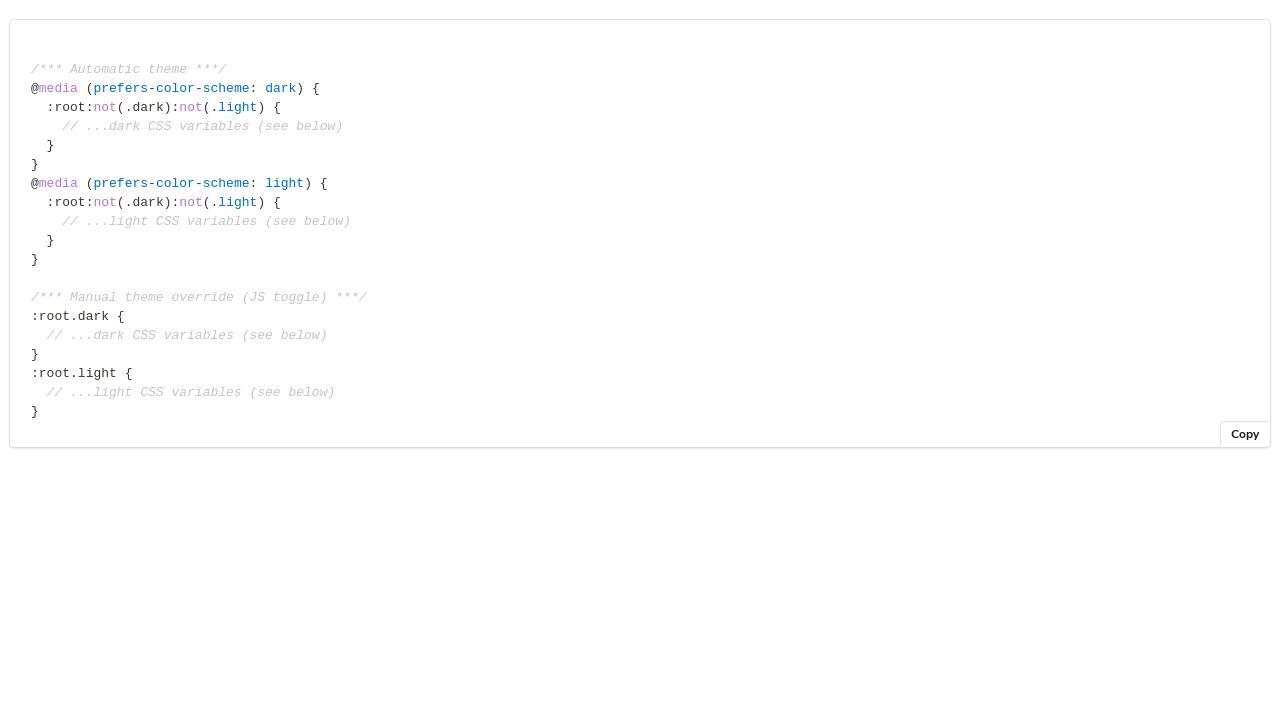 /*** Automatic theme ***/
@media (prefers-color-scheme: dark) {
  :root:not(.dark):not(.light) {
    // ...dark CSS variables (see below)
  }
}
@media (prefers-color-scheme: light) {
  :root:not(.dark):not(.light) {
    // ...light CSS variables (see below)
  }
}

/*** Manual theme override (JS toggle) ***/
:root.dark {
  // ...dark CSS variables (see below)
}
:root.light {
  // ...light CSS variables (see below)
}
Copy